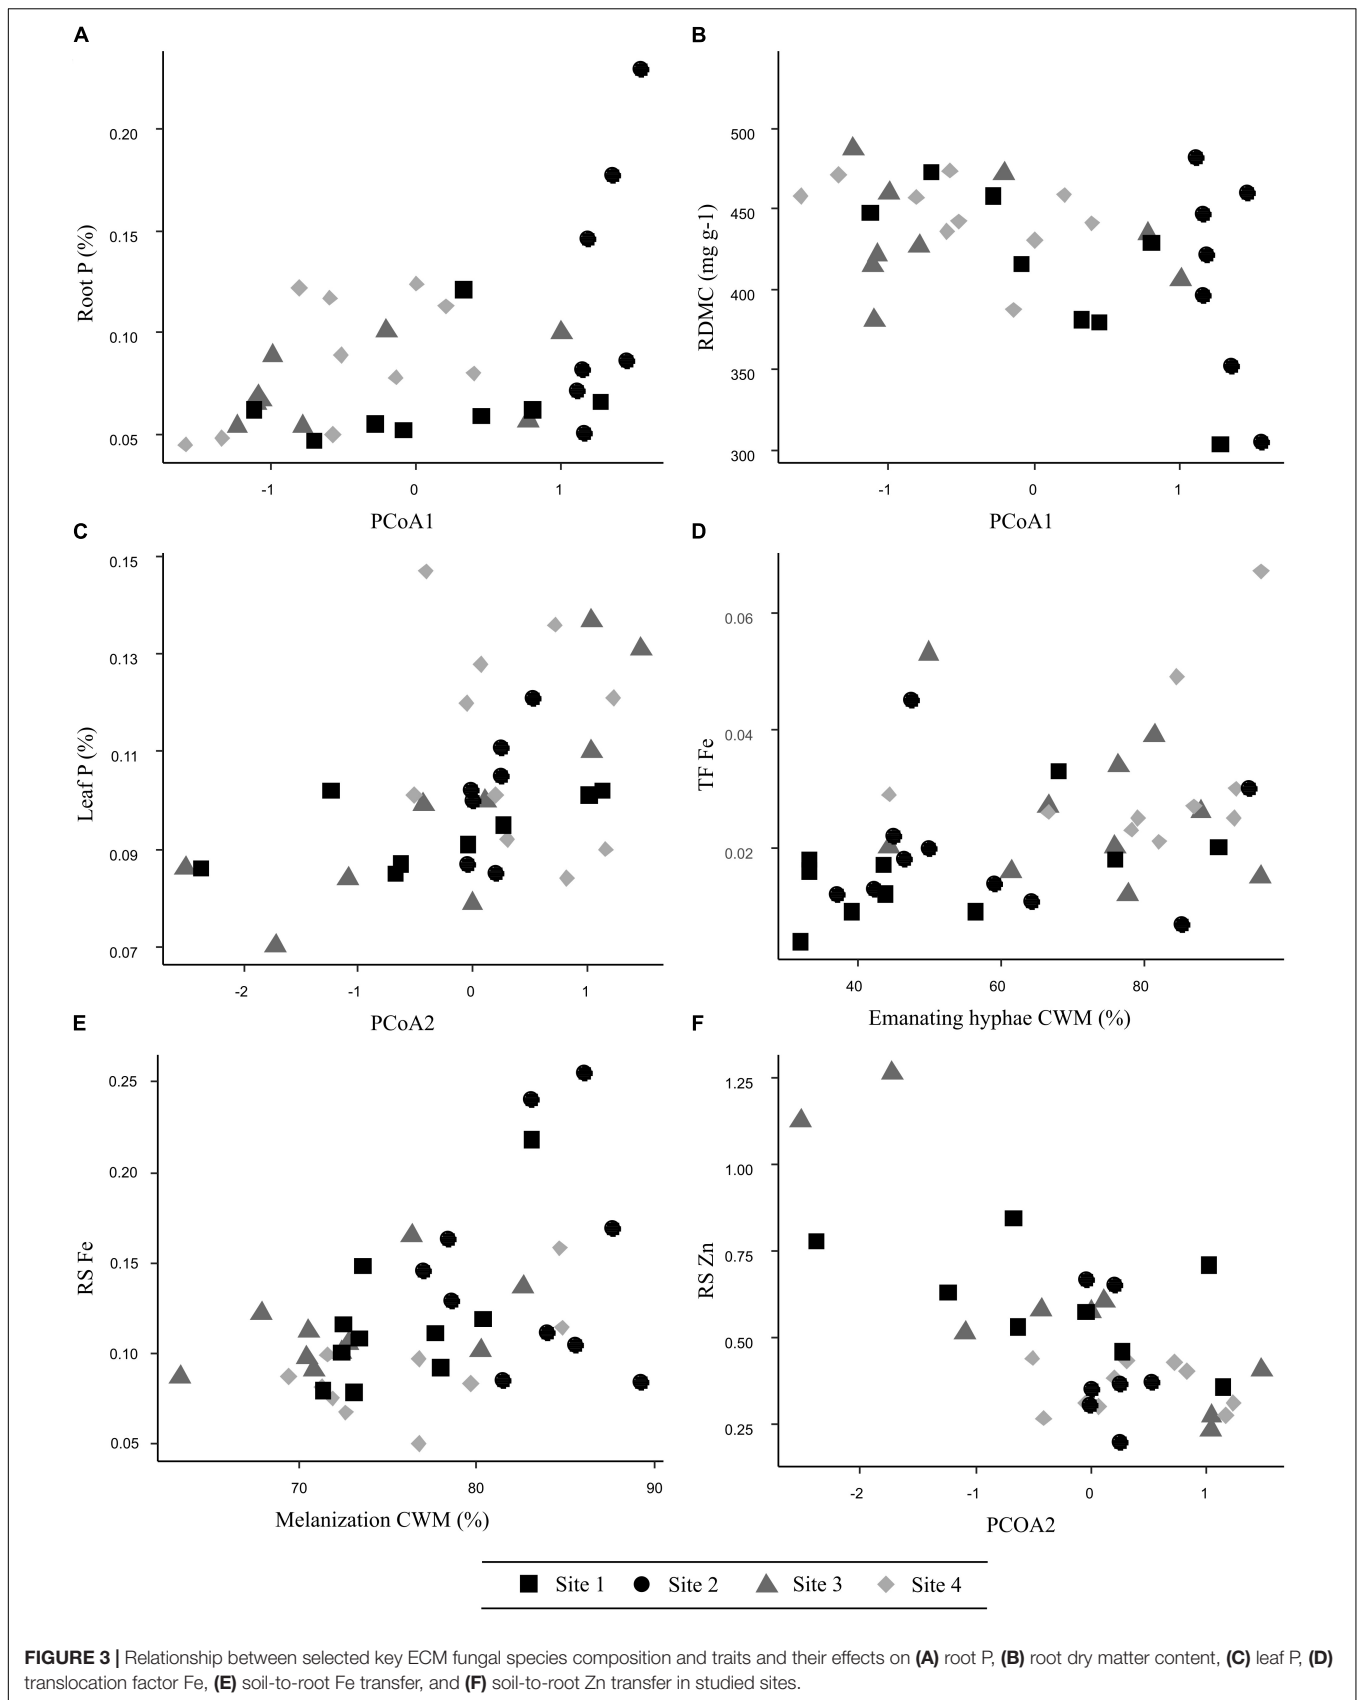 A
Root P (%)
0.20
0.15
0.10
0.05
-1 0 1
PCoA1
B
RDMC (mg g-1)
500
450
400
350
300
-1 0 1
PCoA1
C
Leaf P (%)
0.15
0.13
0.11
0.09
0.07
-2 -1 0 1
PCoA2
D
TF Fe
0.06
0.04
0.02
40 60 80
Emanating hyphae CWM (%)
E
RS Fe
0.25
0.20
0.15
0.10
0.05
70 80 90
Melanization CWM (%)
F
RS Zn
1.25
1.00
0.75
0.50
0.25
-2 -1 0 1
PCOA2
Site 1 Site 2 Site 3 Site 4
FIGURE 3 | Relationship between selected key ECM fungal species composition and traits and their effects on (A) root P, (B) root dry matter content, (C) leaf P, (D)
translocation factor Fe, (E) soil-to-root Fe transfer, and (F) soil-to-root Zn transfer in studied sites.